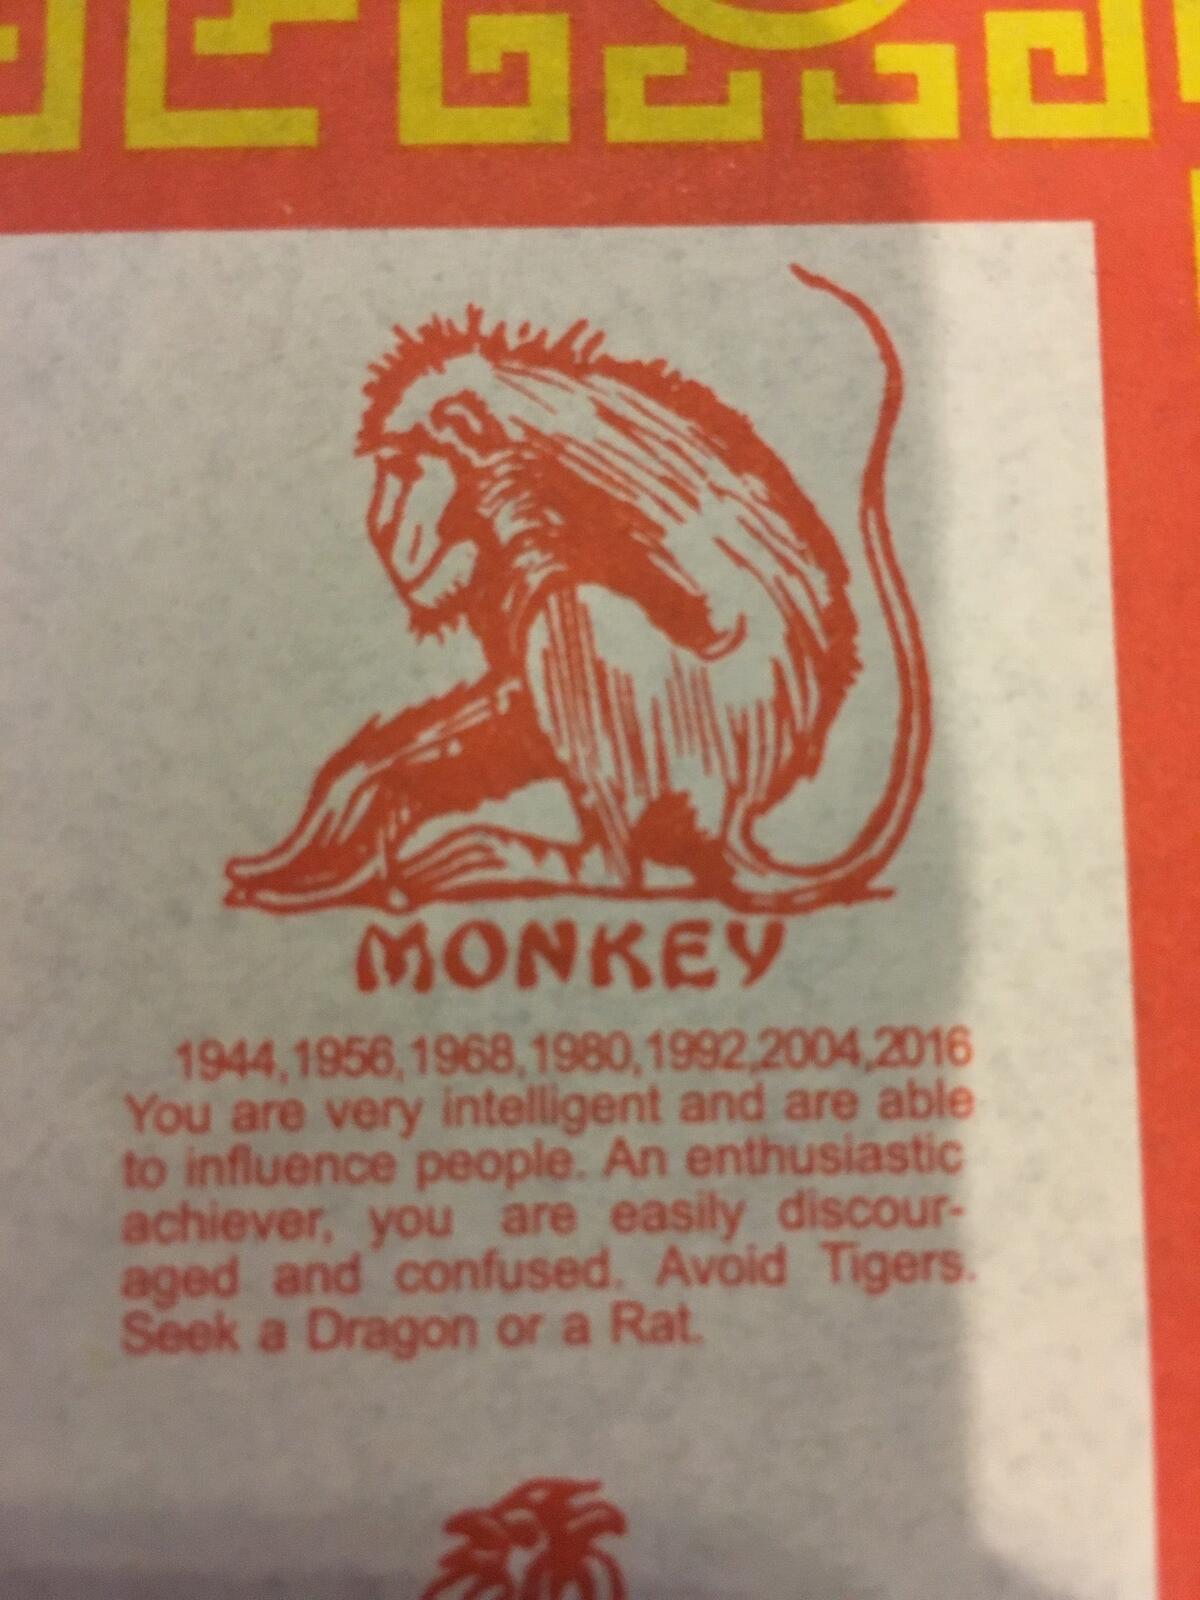 MONKEY
1944,1956,1968,1980,1992,2004,2016
You are very intelligent and are able
to influence people. An enthusiastic
achiever, you are easily discour-
aged and confused. Avoid Tigers.
Seek a Dragon or a Rat.